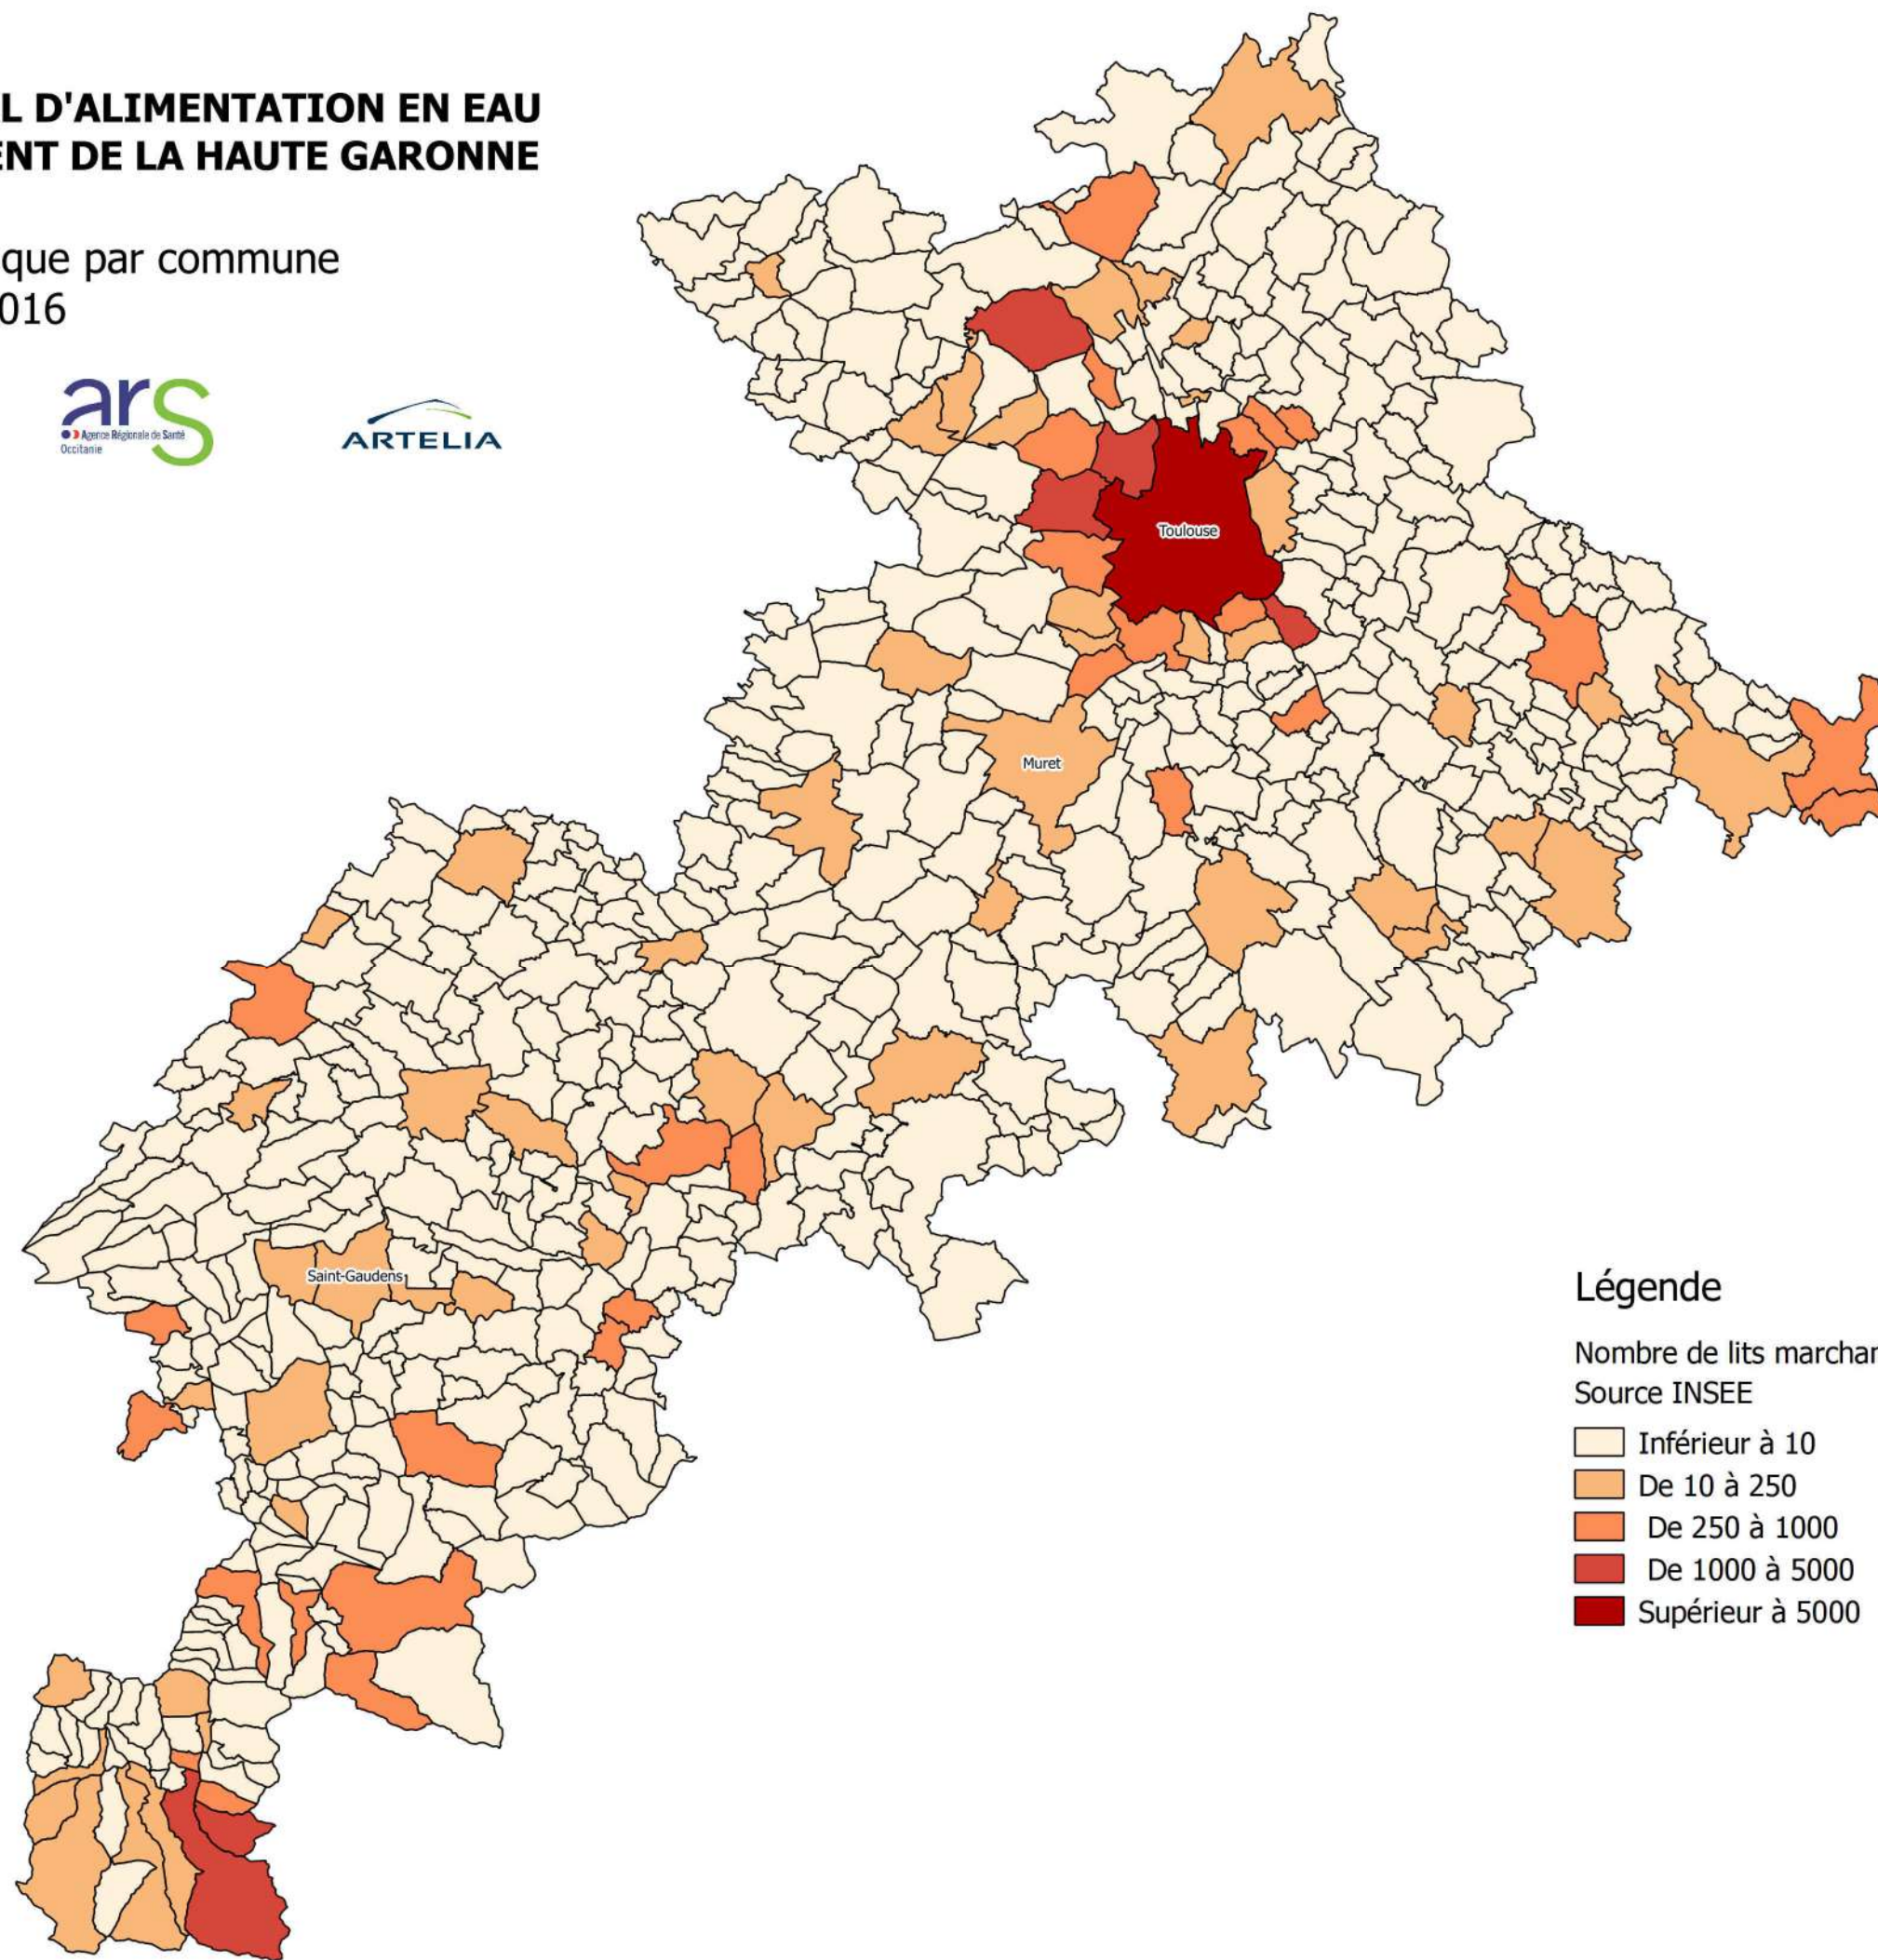 L D'ALIMENTATION EN EAU
ENT DE LA HAUTE GARONNE
que par commune
016
ars
Agence Régionale de Santé
Occitanie
ARTELIA
Toulouse
Muret
Saint-Gaudens
Légende
Nombre de lits marchan
Source INSEE
Inférieur à 10
De 10 à 250
De 250 à 1000
De 1000 à 5000
Supérieur à 5000